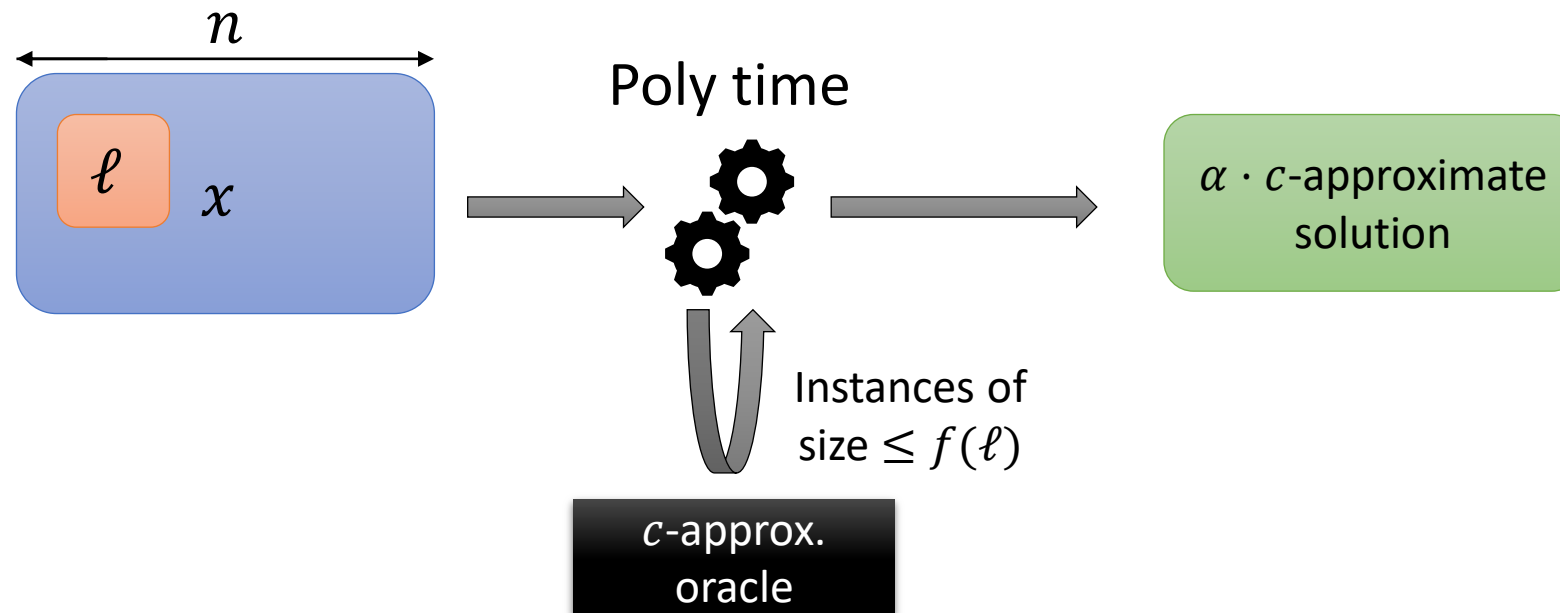 n
ℓ
x
Poly time
α · c-approximate
solution
Instances of
size ≤ f(ℓ)
c-approx.
oracle